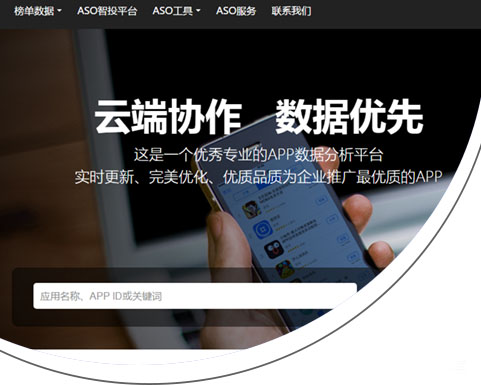 榜单数据 ASO智投平台 ASO工具 ASO服务 联系我们
云端协作 数据优先
这是一个优秀专业的APP数据分析平台
实时更新、完美优化、优质品质为企业推广最优质的APP
应用名称、APP ID或关键词